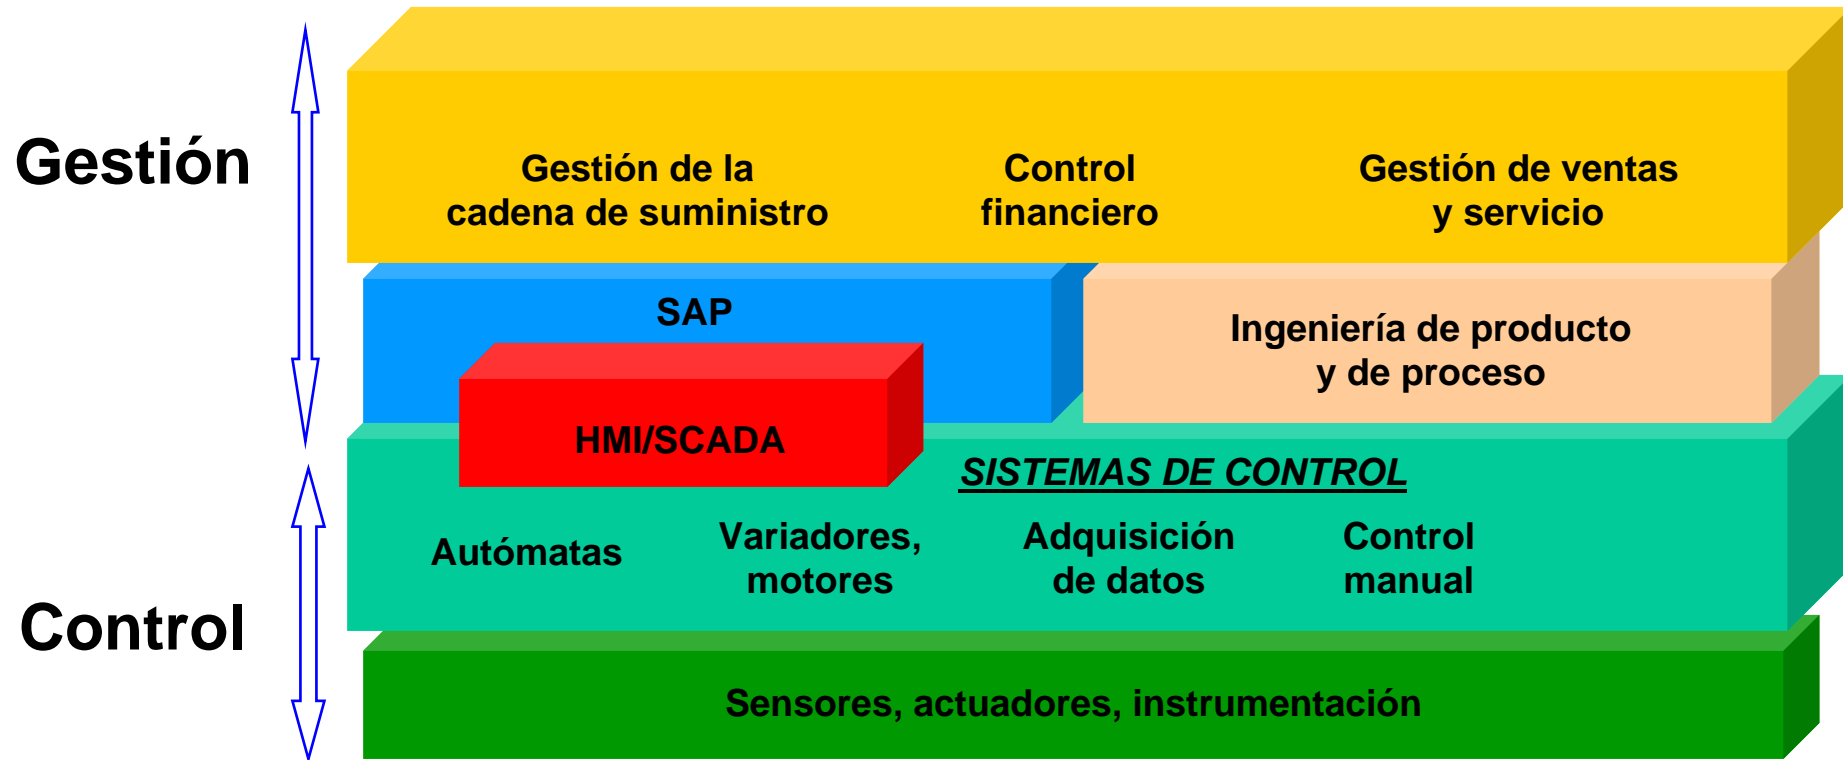 Gestión
Gestión de la
cadena de suministro
Control
financiero
Gestión de ventas
y servicio
SAP
Ingeniería de producto
y de proceso
HMI/SCADA
SISTEMAS DE CONTROL
Autómatas
Variadores,
motores
Adquisición
de datos
Control
manual
Control
Sensores, actuadores, instrumentación